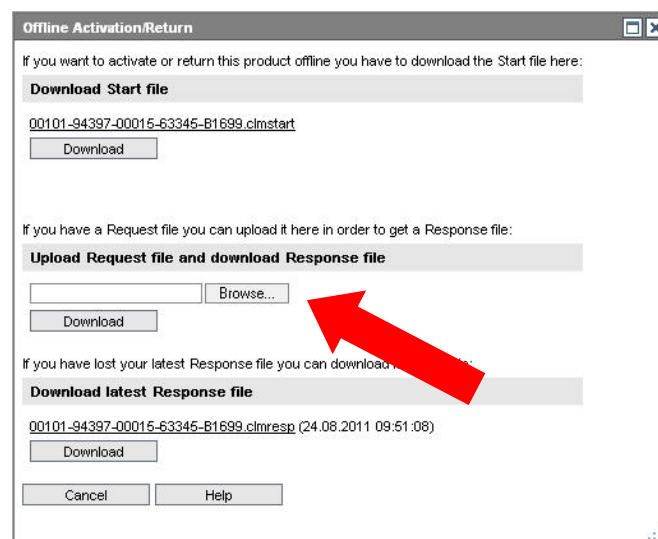 Offline Activation/Return
If you want to activate or return this product offline you have to download the Start file here:
Download Start file
00101-94397-00015-63345-B1699.clmstart
Download
If you have a Request file you can upload it here in order to get a Response file:
Upload Request file and download Response file
Browse...
Download
If you have lost your latest Response file you can download
Download latest Response file
00101-94397-00015-63345-B1699.clmresp (24.08.2011 09:51:08)
Download
Cancel Help